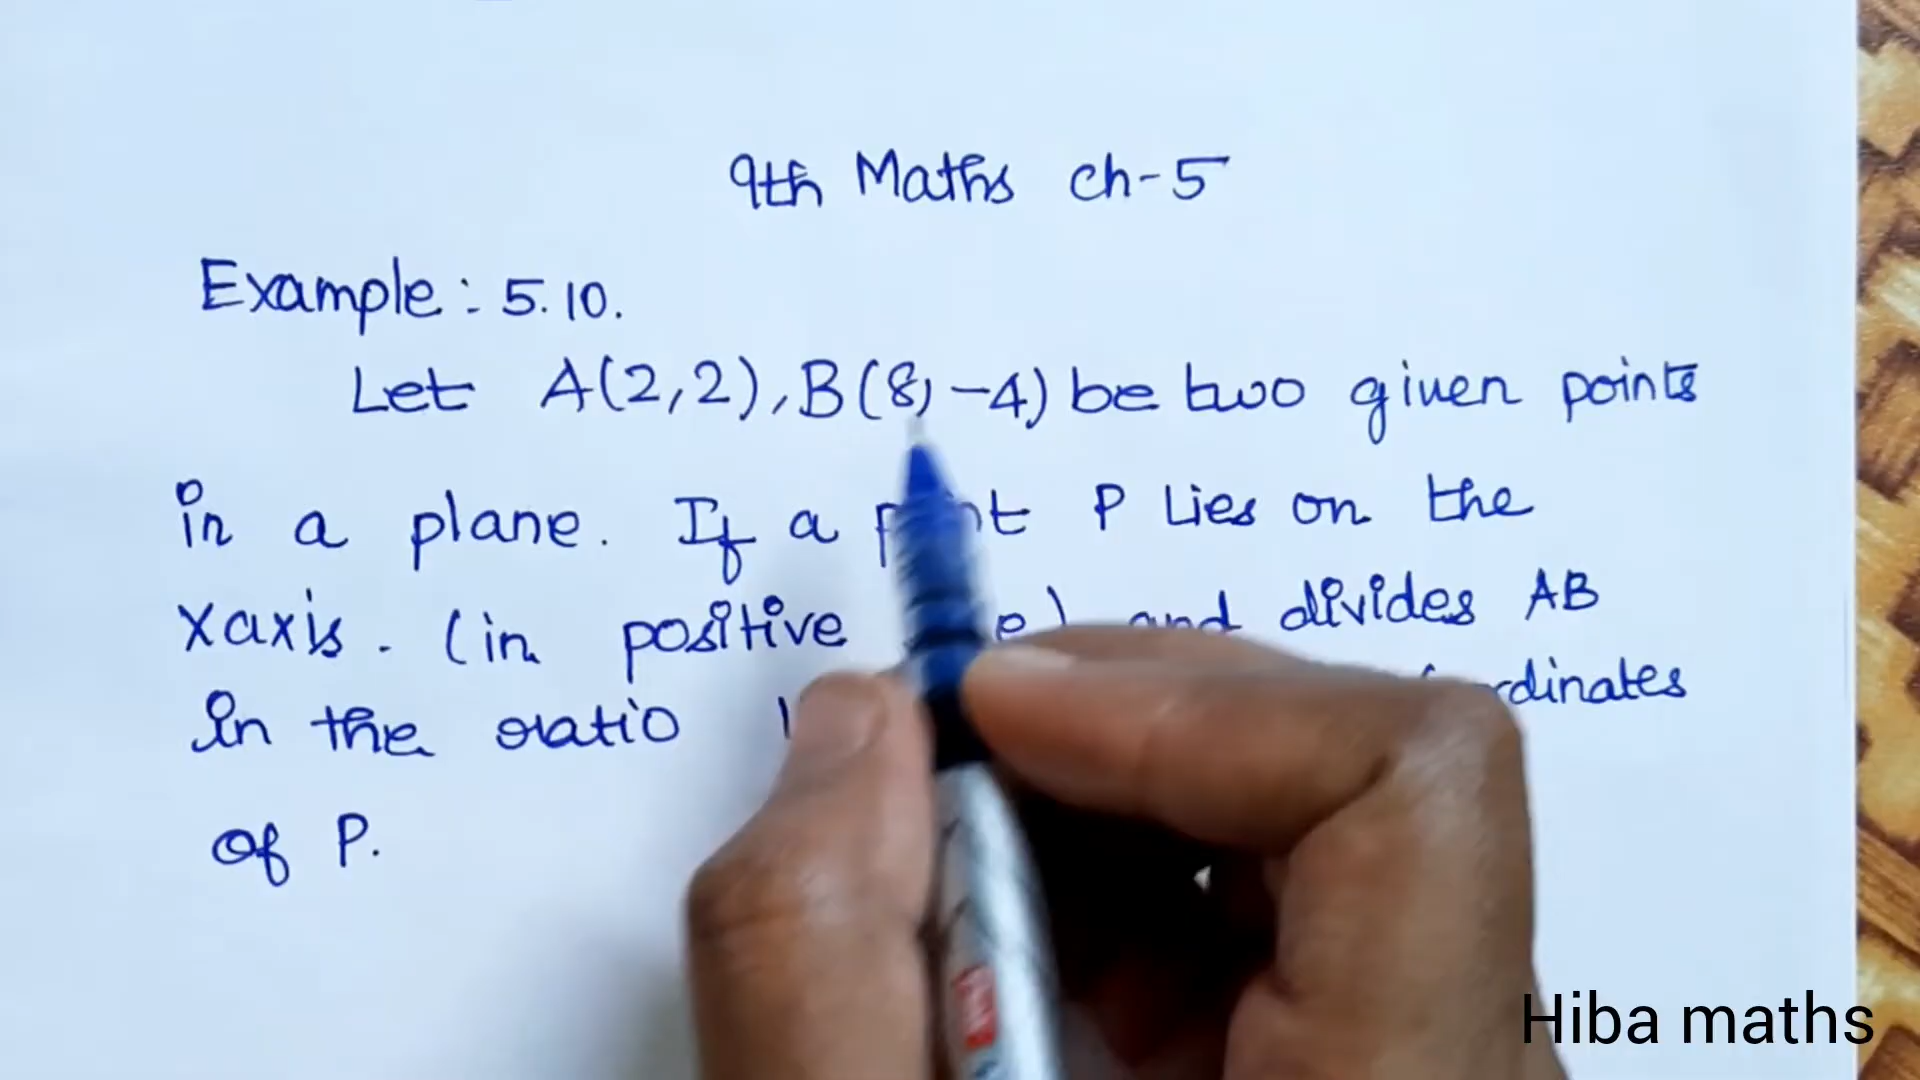 9th Maths ch-5
Example: 5.10.
Let A(2,2), B(8, -4) be two given points
in a plane. If a P Lies on the
xaxis. (in positive and divides AB
In the ratio
of P.
Hiba maths